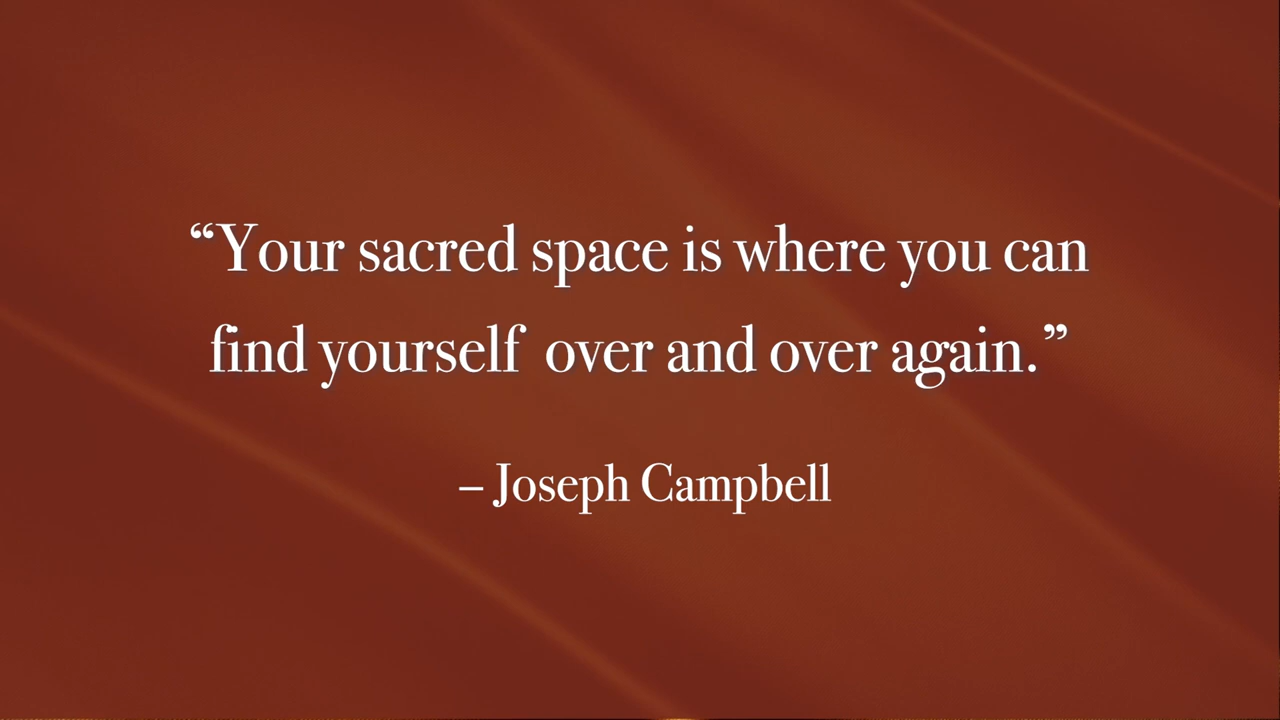 “Your sacred space is where you can
find yourself over and over again.”
– Joseph Campbell